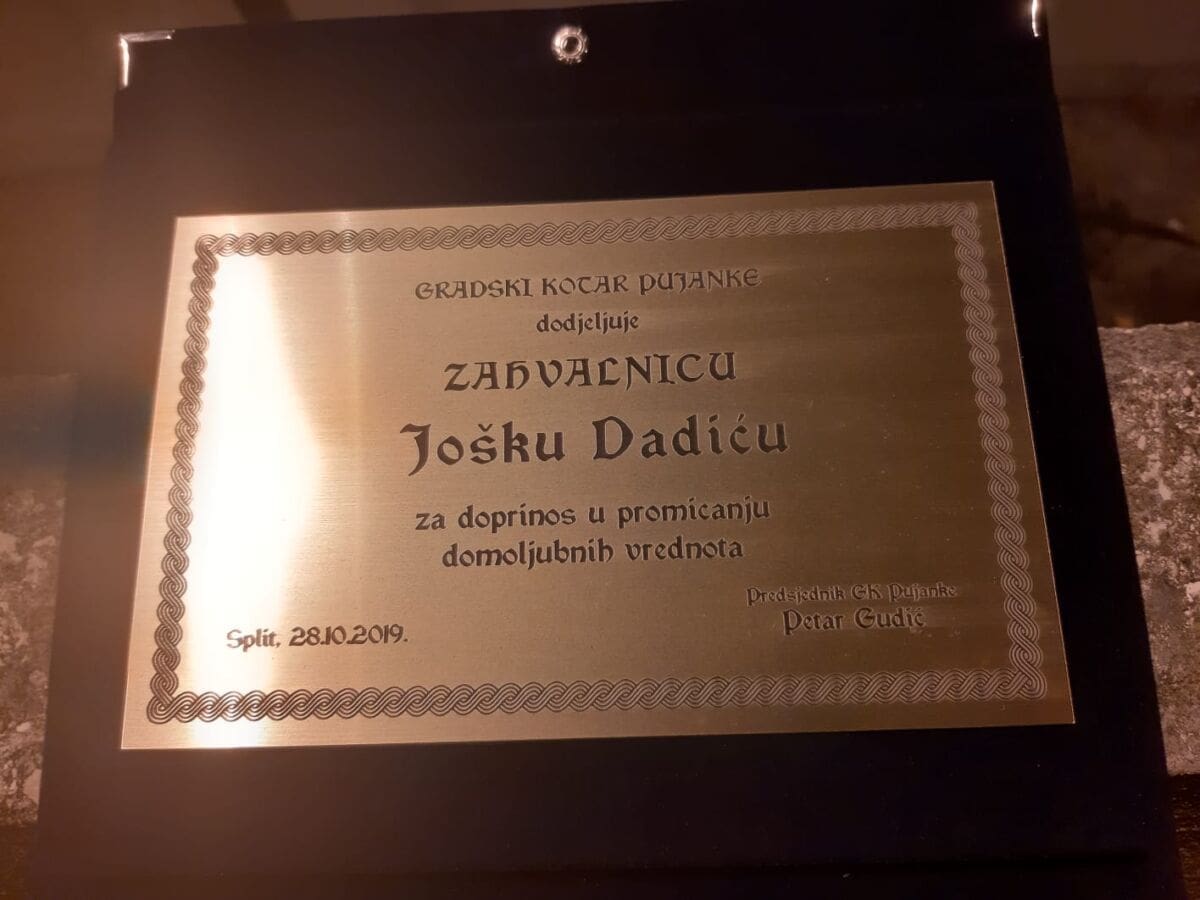 GRADSKI KOTAR PUJANKE
dodjeljuje
ZAHVALNICU
Jošku Dadiću
za doprinos u promicanju
domoljubnih vrednota
Predsjednik GK Pujanke
Petar Gudić
Split, 28.10.2019.